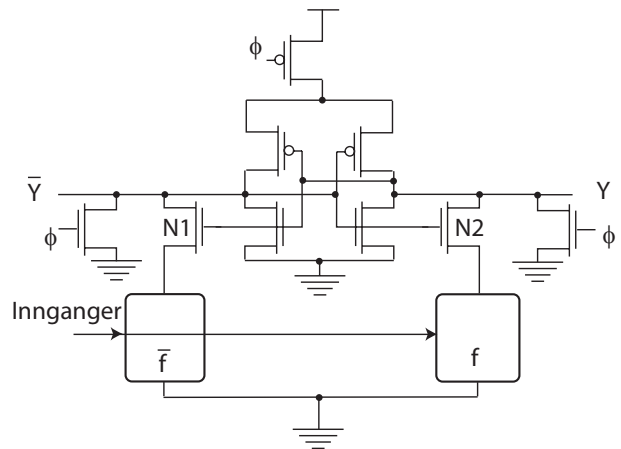 ϕ
Y̅ Y
N1 N2
ϕ ϕ
Innganger
f̅ f